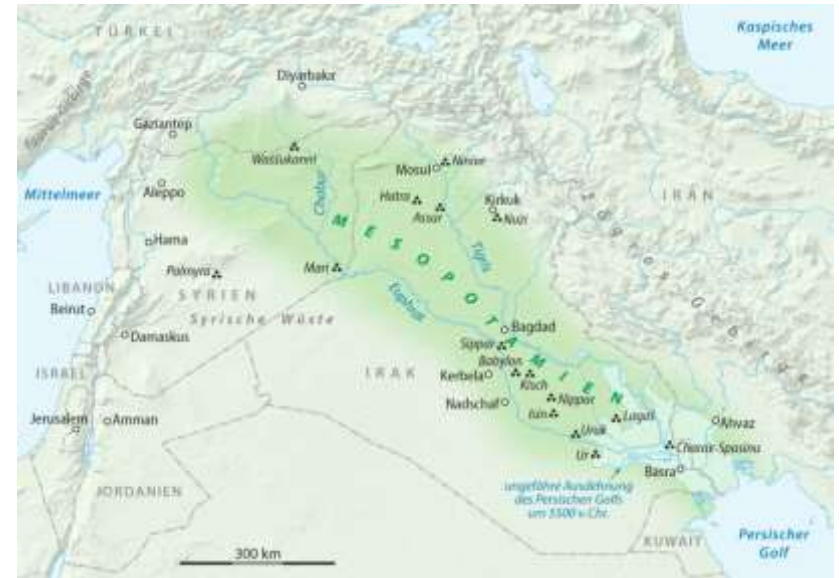 TÜRKEI
Kaspisches
Meer
Diyarbakır
Taurusgebirge
Gaziantep
Waššukanni
Mosul
Ninive
Mittelmeer
Aleppo
Chabur
Hatra
Assur
Kirkuk
Nuzi
IRAN
Hama
MESOPOTAMIEN
Tigris
Zagros-Gebirge
Palmyra
Mari
LIBANON
SYRIEN
Euphrat
Beirut
Syrische Wüste
Bagdad
Damaskus
Sippar
Babylon
ISRAEL
IRAK
Kerbela
Kisch
Nippur
Nadschaf
Isin
Lagaš
Jerusalem
Amman
Uruk
Ahvaz
Ur
Charax-Spasinu
Basra
JORDANIEN
ungefähre Ausdehnung
des Persischen Golfs
um 5500 v. Chr.
300 km
KUWAIT
Persischer
Golf